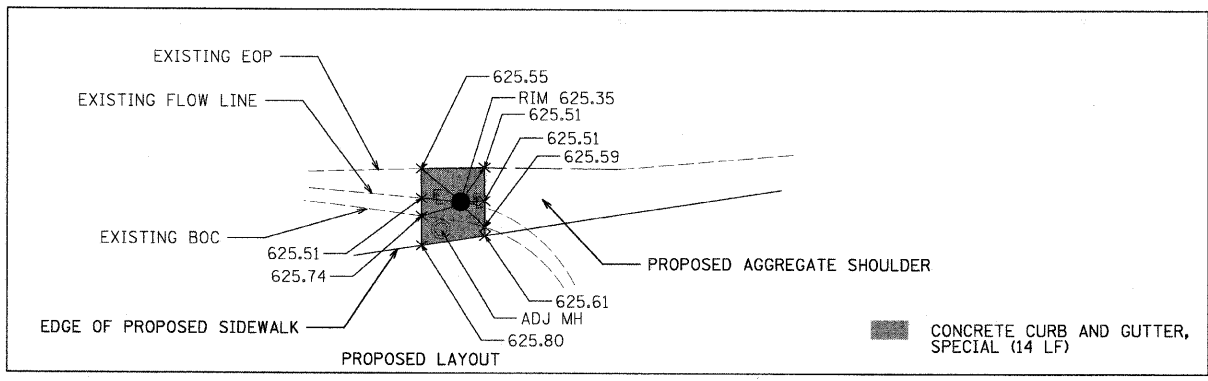 EXISTING EOP
EXISTING FLOW LINE
625.55
RIM 625.35
625.51
625.51
625.59
EXISTING BOC
625.51
625.74
PROPOSED AGGREGATE SHOULDER
EDGE OF PROPOSED SIDEWALK
625.61
ADJ MH
625.80
PROPOSED LAYOUT
CONCRETE CURB AND GUTTER,
SPECIAL (14 LF)